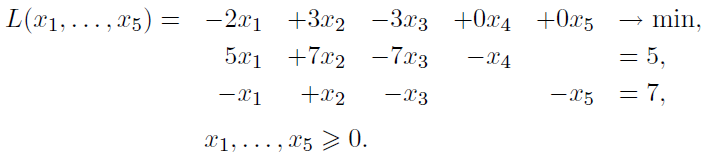 L(x₁, . . . , x₅) = −2x₁ +3x₂ −3x₃ +0x₄ +0x₅ → min,
5x₁ +7x₂ −7x₃ −x₄ = 5,
−x₁ +x₂ −x₃ −x₅ = 7,
x₁, . . . , x₅ ⩾ 0.